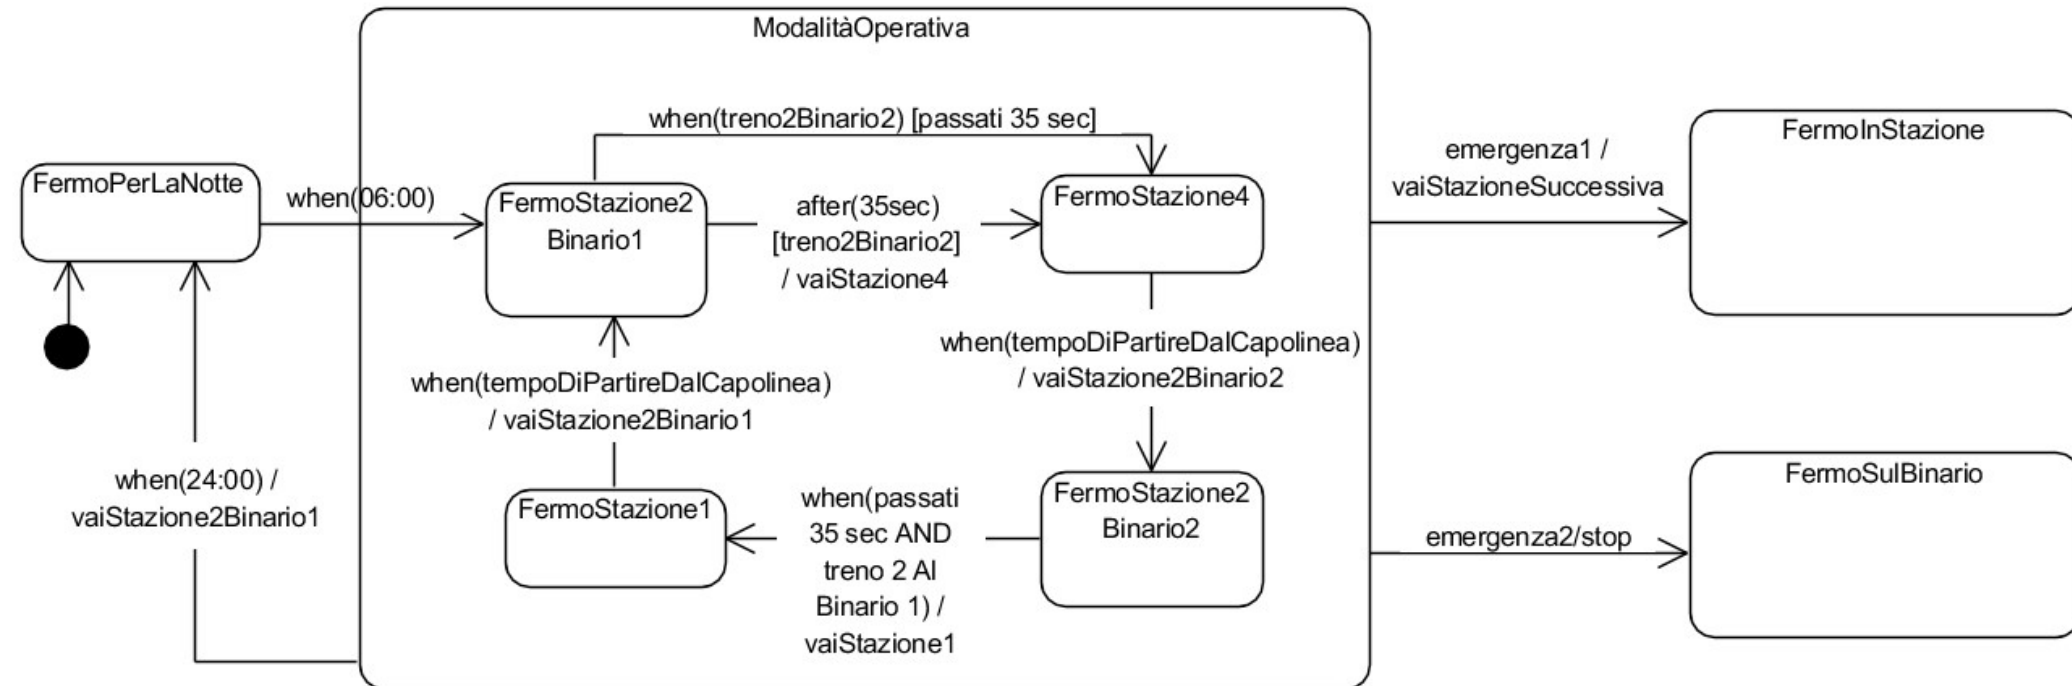 ModalitàOperativa
when(treno2Binario2) [passati 35 sec]
FermoPerLaNotte
when(06:00)
FermoStazione2
Binario1
after(35sec)
[treno2Binario2]
/ vaiStazione4
FermoStazione4
emergenza1 /
vaiStazioneSuccessiva
FermoInStazione
when(tempoDiPartireDalCapolinea)
/ vaiStazione2Binario1
when(tempoDiPartireDalCapolinea)
/ vaiStazione2Binario2
when(24:00) /
vaiStazione2Binario1
FermoStazione1
when(passati
35 sec AND
treno 2 Al
Binario 1) /
vaiStazione1
FermoStazione2
Binario2
emergenza2/stop
FermoSulBinario